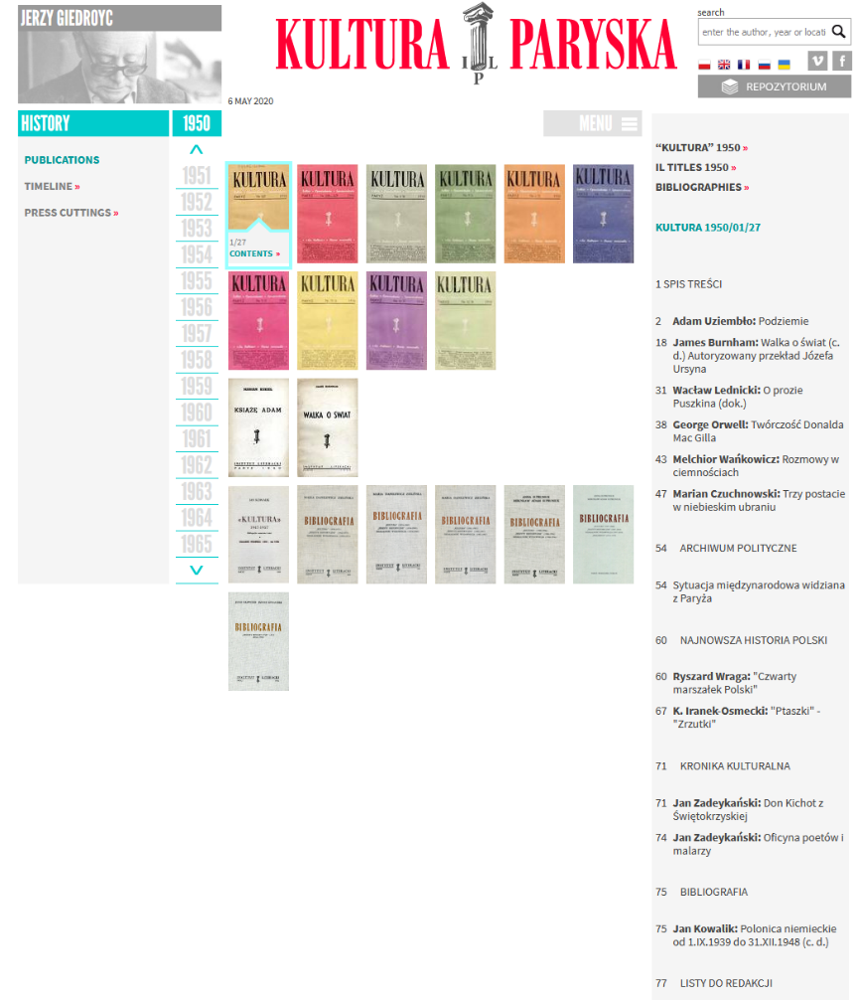 JERZY GIEDROYC
KULTURA I L P PARYSKA
search
enter the author, year or locati
REPOZYTORIUM
6 MAY 2020
HISTORY
1950
MENU
PUBLICATIONS
TIMELINE »
PRESS CUTTINGS »
1951
1952
1953
1954
1955
1956
1957
1958
1959
1960
1961
1962
1963
1964
1965
KULTURA
KULTURA
KULTURA
KULTURA
KULTURA
KULTURA
1/27
CONTENTS »
KULTURA
KULTURA
KULTURA
KULTURA
KSIĄŻĘ ADAM
WALKA O ŚWIAT
«KULTURA»
BIBLIOGRAFIA
BIBLIOGRAFIA
BIBLIOGRAFIA
BIBLIOGRAFIA
BIBLIOGRAFIA
BIBLIOGRAFIA
“KULTURA” 1950 »
IL TITLES 1950 »
BIBLIOGRAPHIES »
KULTURA 1950/01/27
1 SPIS TREŚCI
2 Adam Uziembło: Podziemie
18 James Burnham: Walka o świat (c.
d.) Autoryzowany przekład Józefa
Ursyna
31 Wacław Lednicki: O prozie
Puszkina (dok.)
38 George Orwell: Twórczość Donalda
Mac Gilla
43 Melchior Wańkowicz: Rozmowy w
ciemnościach
47 Marian Czuchnowski: Trzy postacie
w niebieskim ubraniu
54 ARCHIWUM POLITYCZNE
54 Sytuacja międzynarodowa widziana
z Paryża
60 NAJNOWSZA HISTORIA POLSKI
60 Ryszard Wraga: "Czwarty
marszałek Polski"
67 K. Iranek-Osmecki: "Ptaszki" -
"Zrzutki"
71 KRONIKA KULTURALNA
71 Jan Zadeykański: Don Kichot z
Świętokrzyskiej
74 Jan Zadeykański: Oficyna poetów i
malarzy
75 BIBLIOGRAFIA
75 Jan Kowalik: Polonica niemieckie
od 1.IX.1939 do 31.XII.1948 (c. d.)
77 LISTY DO REDAKCJI